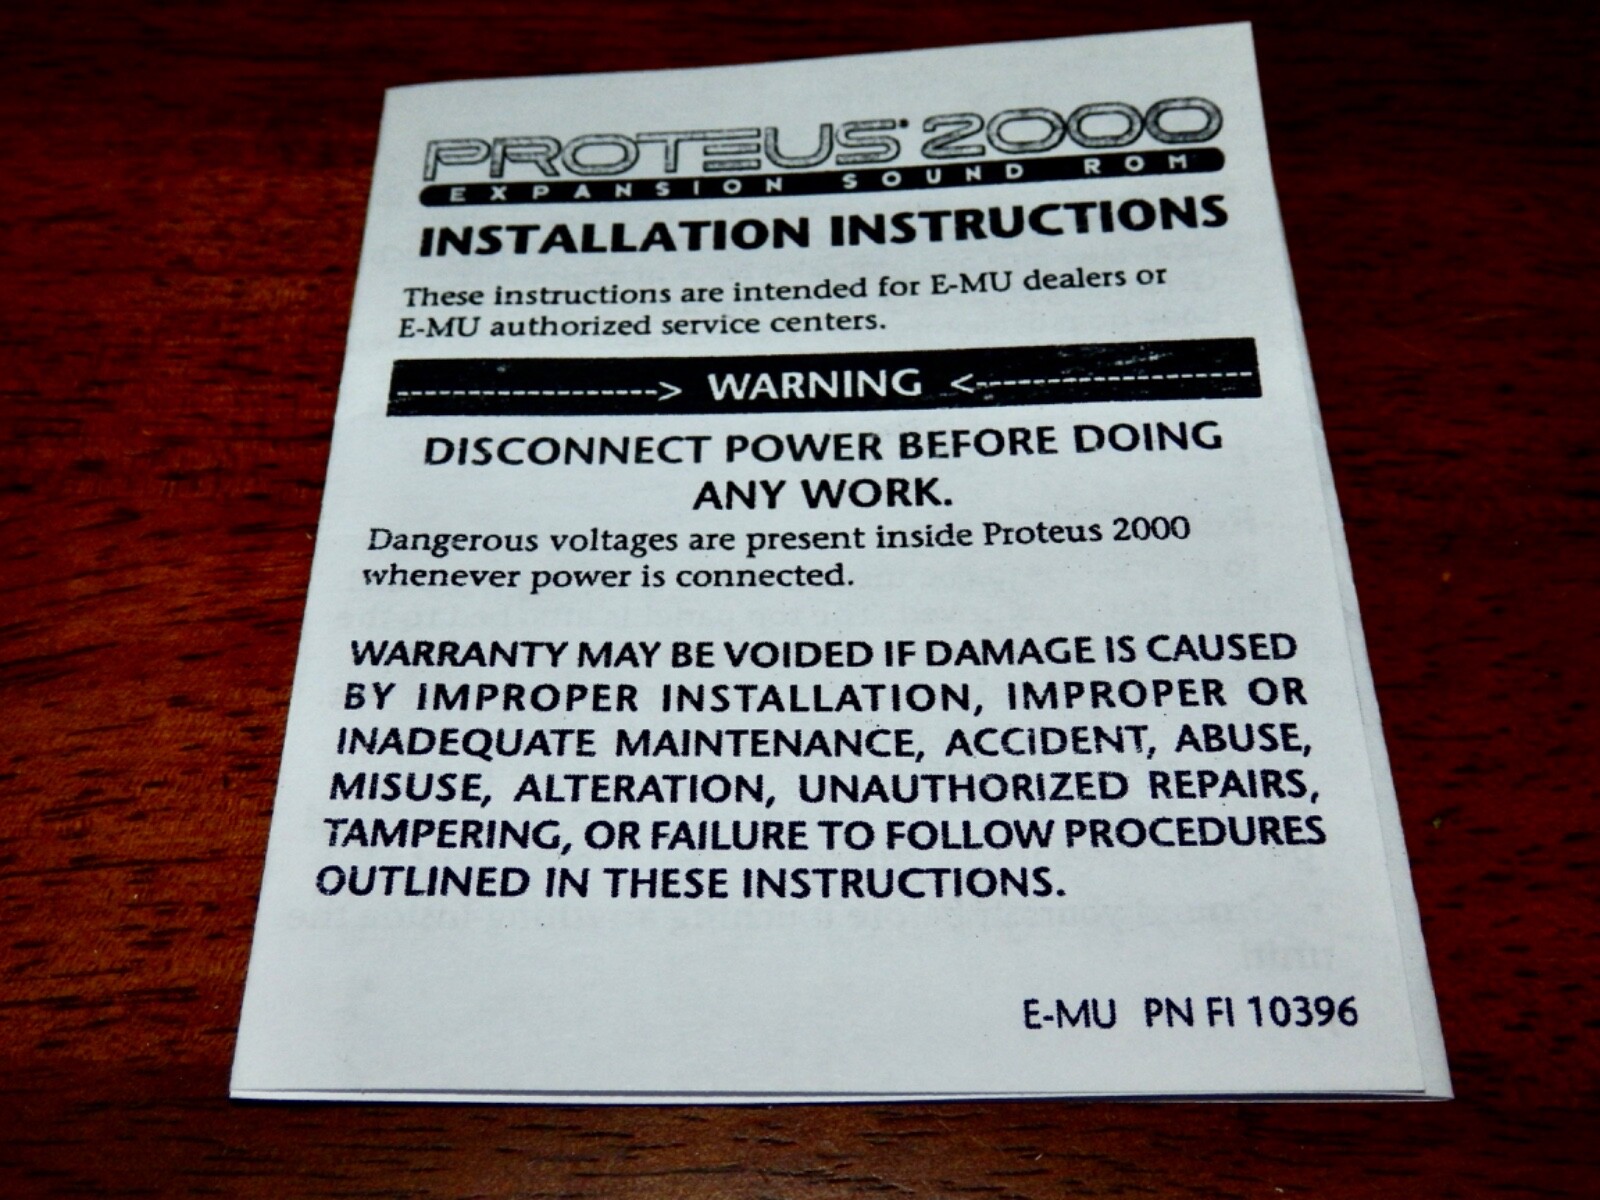 PROTEUS® 2000
EXPANSION SOUND ROM
INSTALLATION INSTRUCTIONS
These instructions are intended for E-MU dealers or
E-MU authorized service centers.
-------------------> WARNING <--------------------
DISCONNECT POWER BEFORE DOING
ANY WORK.
Dangerous voltages are present inside Proteus 2000
whenever power is connected.
WARRANTY MAY BE VOIDED IF DAMAGE IS CAUSED
BY IMPROPER INSTALLATION, IMPROPER OR
INADEQUATE MAINTENANCE, ACCIDENT, ABUSE,
MISUSE, ALTERATION, UNAUTHORIZED REPAIRS,
TAMPERING, OR FAILURE TO FOLLOW PROCEDURES
OUTLINED IN THESE INSTRUCTIONS.
E-MU PN FI 10396